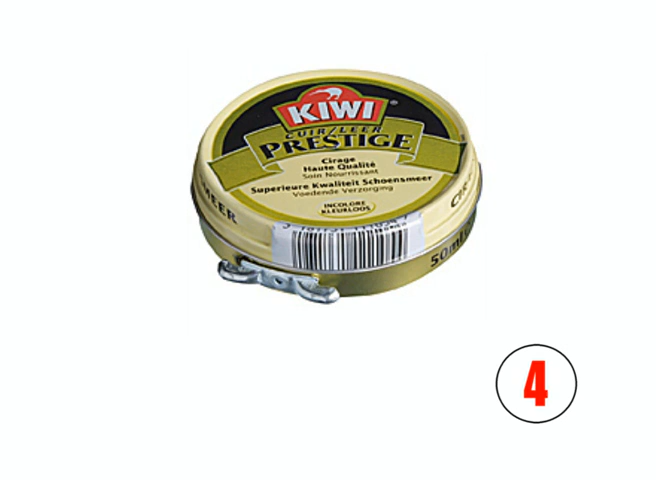 KIWI
CUIR/LEER
PRESTIGE
Cirage
Haute Qualité
Soin Nourrissant
Superieure Kwaliteit Schoensmeer
Voedende Verzorging
INCOLORE
KLEURLOOS
MEER
CIR
50ml
4